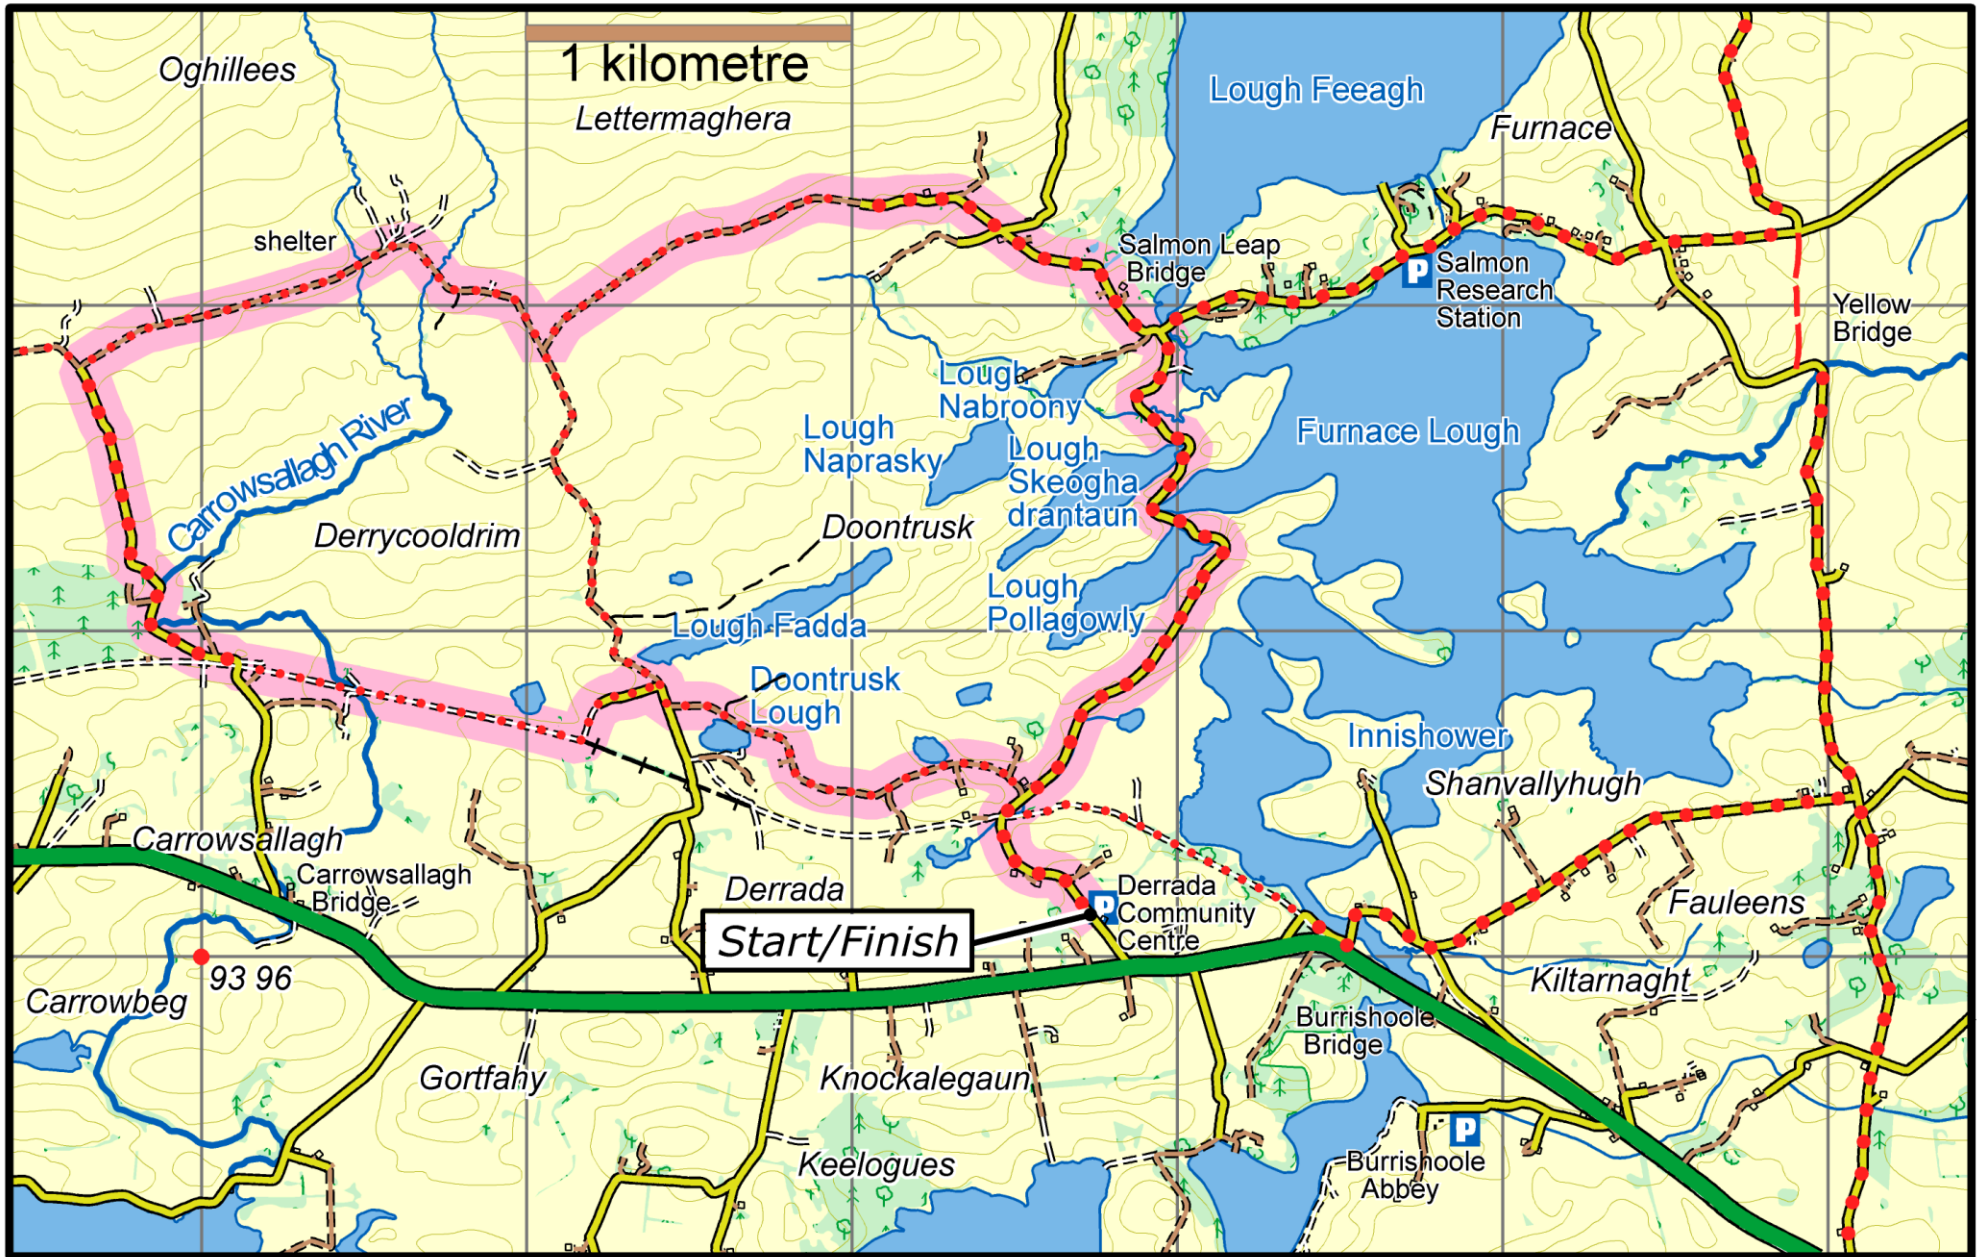 Oghillees
1 kilometre
Lettermaghera
Lough Feeagh
Furnace
shelter
Salmon Leap
Bridge
P
Salmon
Research
Station
Yellow
Bridge
Lough
Nabroony
Carrowsallagh River
Lough
Naprasky
Furnace Lough
Lough
Skeogha
drantaun
Derrycooldrim
Doontrusk
Lough
Pollagowly
Lough Fadda
Doontrusk
Lough
Innishower
Shanvallyhugh
Carrowsallagh
Carrowsallagh
Bridge
Derrada
P
Derrada
Community
Centre
Start/Finish
Fauleens
93 96
Kiltarnaght
Carrowbeg
Burrishoole
Bridge
Gortfahy
Knockalegaun
P
Keelogues
Burrishoole
Abbey